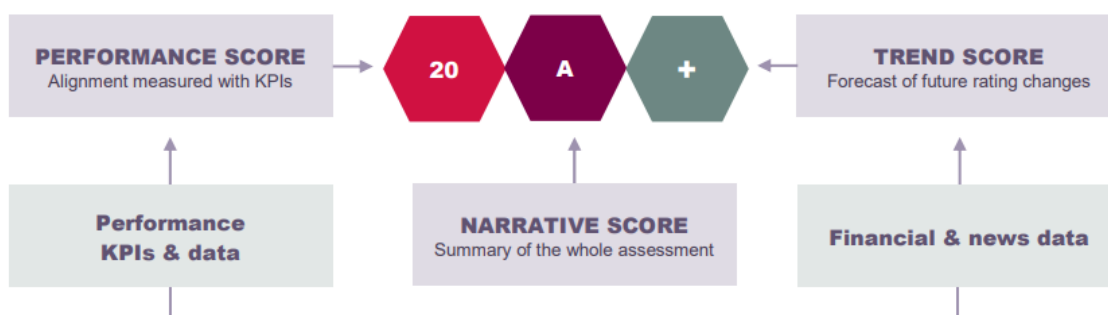 PERFORMANCE SCORE
Alignment measured with KPIs
20
A
+
TREND SCORE
Forecast of future rating changes
Performance
KPIs & data
NARRATIVE SCORE
Summary of the whole assessment
Financial & news data